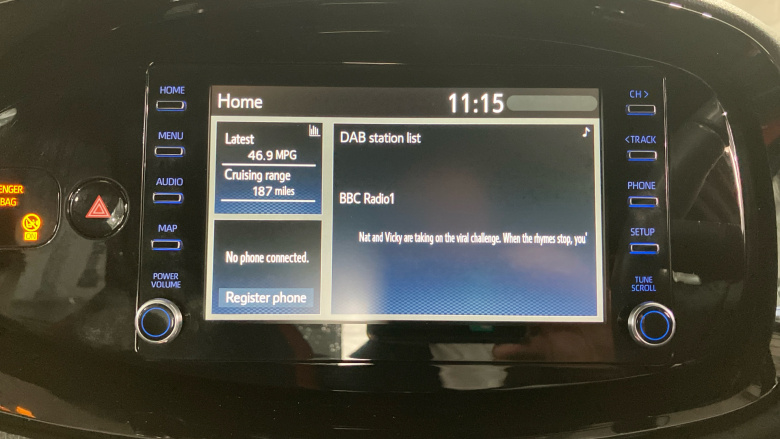 HOME
MENU
AUDIO
MAP
POWER
VOLUME
ENGER
BAG
Home
11:15
Latest
46.9 MPG
Cruising range
187 miles
No phone connected.
Register phone
DAB station list
BBC Radio1
Nat and Vicky are taking on the viral challenge. When the rhymes stop, you'
CH >
<TRACK
PHONE
SETUP
TUNE
SCROLL